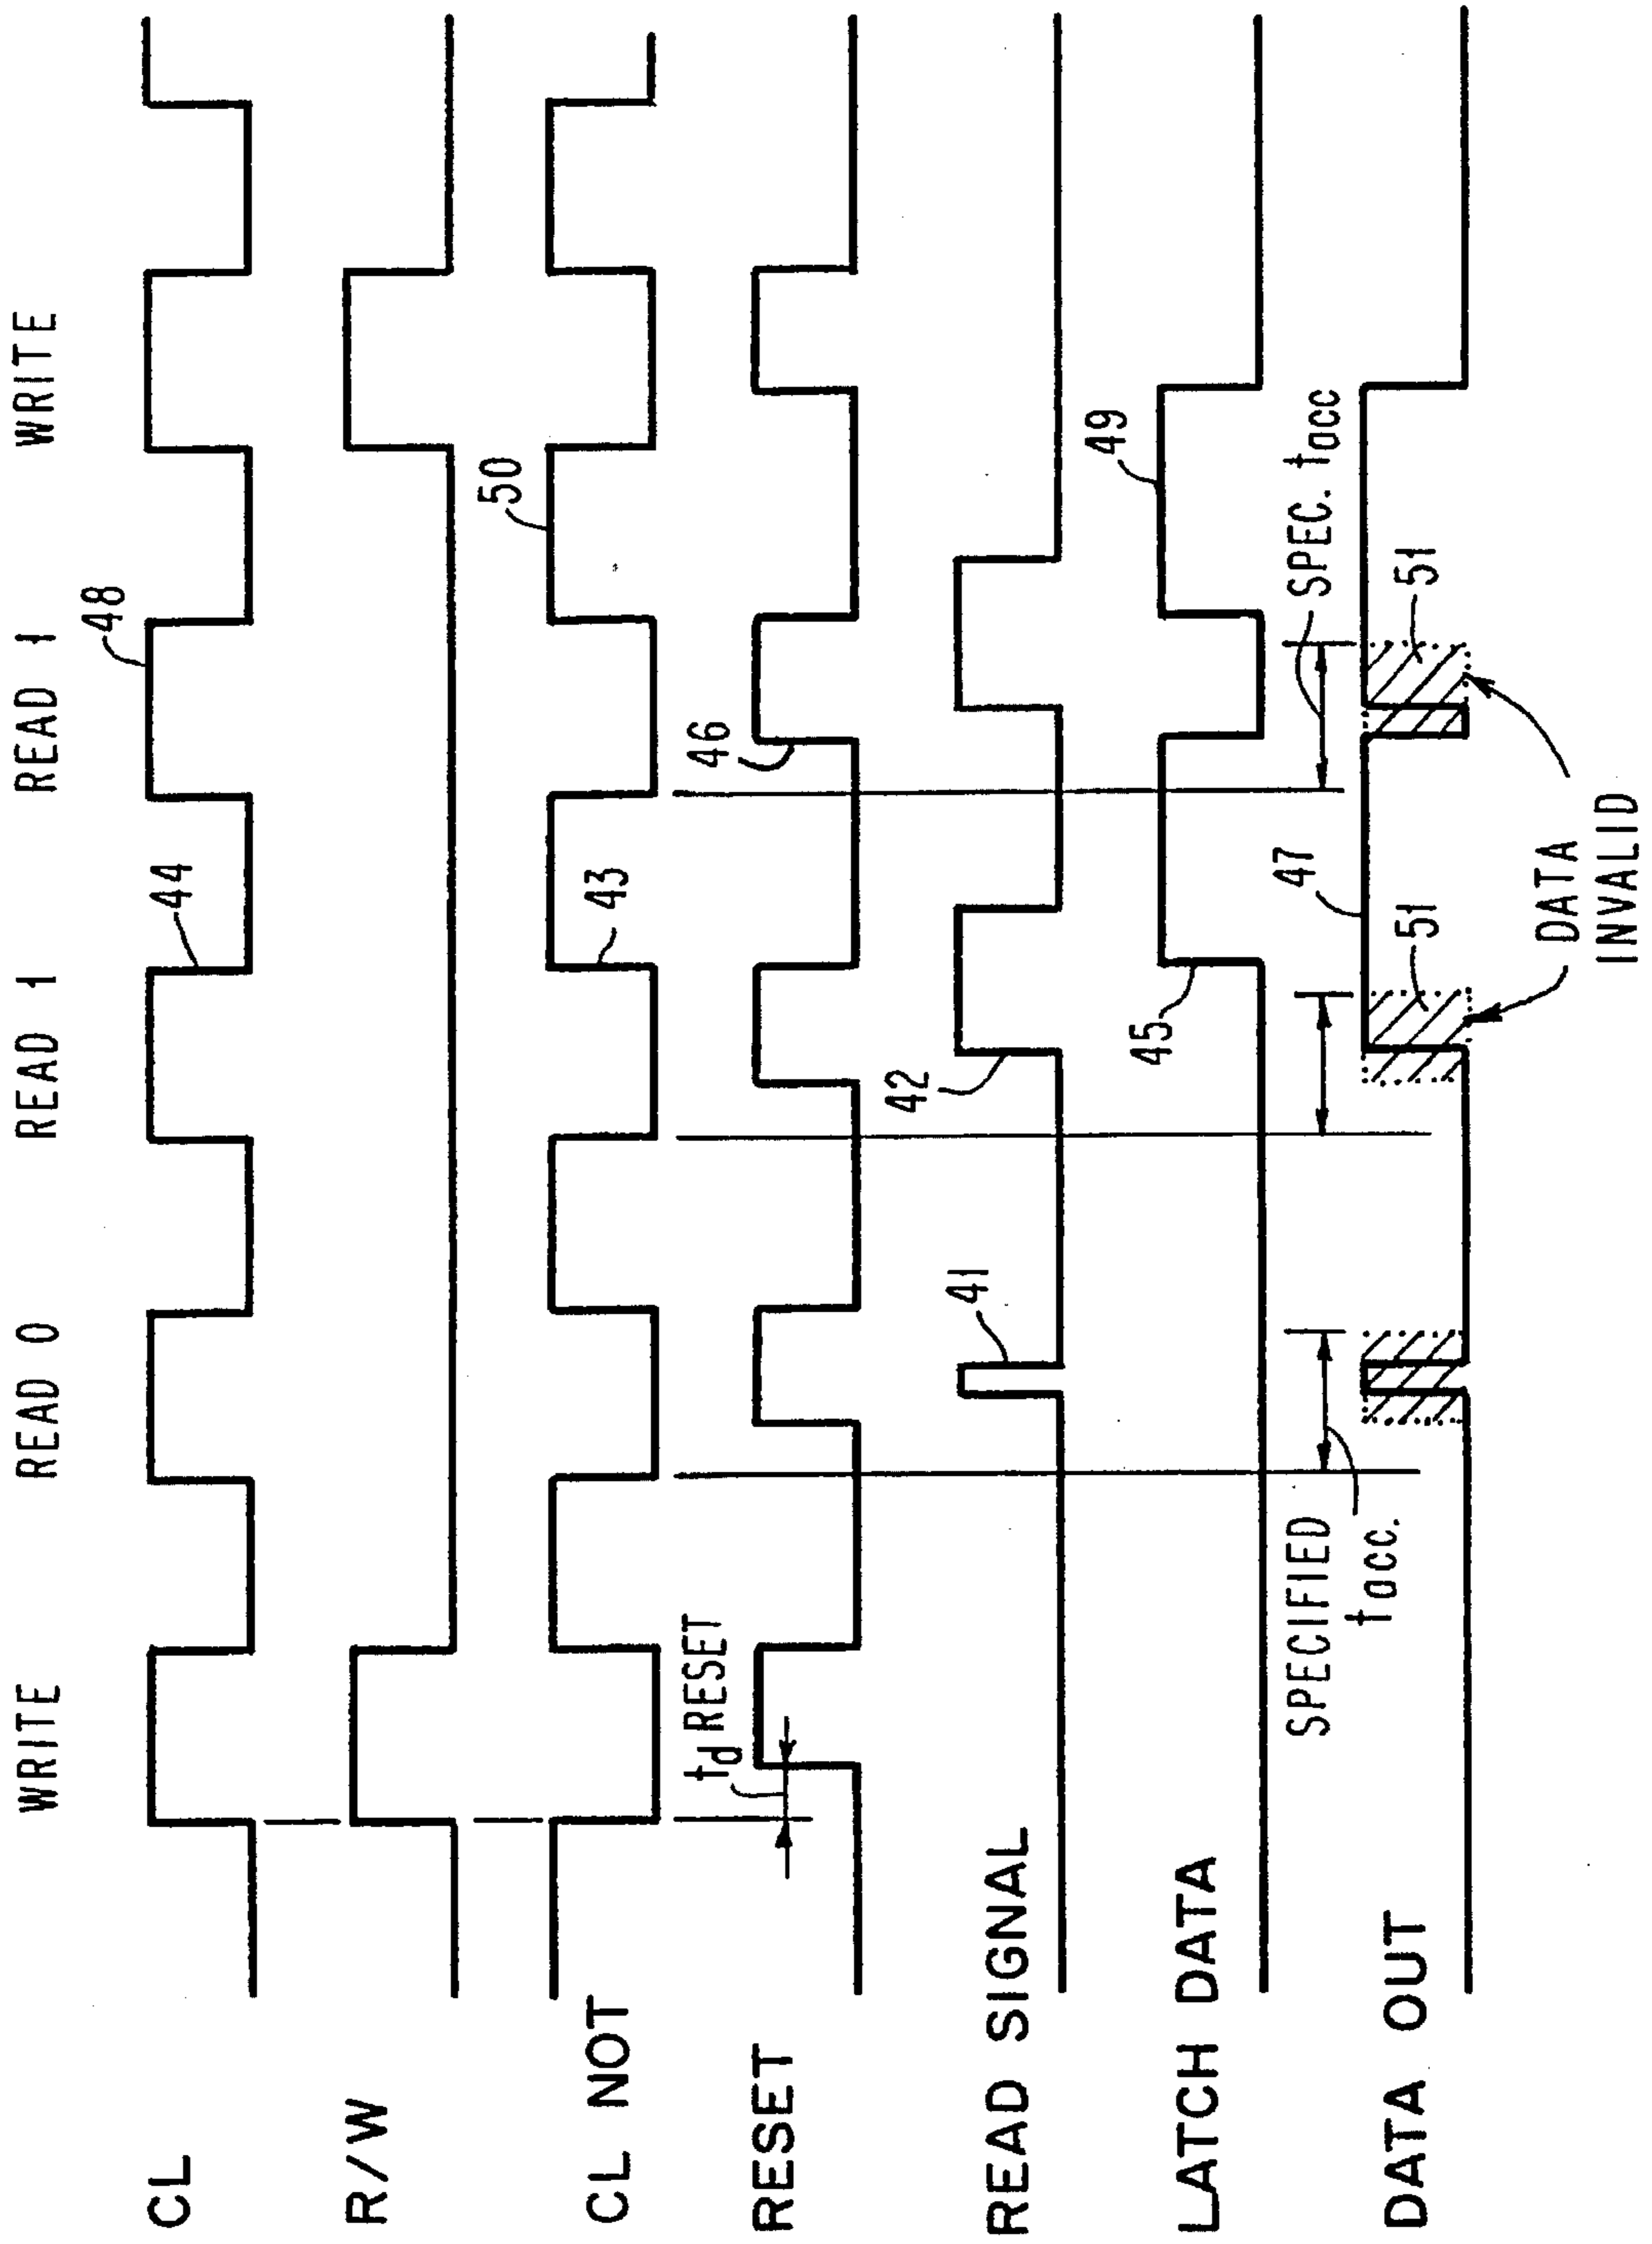 WRITE READ 0 READ 1 READ 1 WRITE
CL
48
44
R/W
CL NOT
50
43
RESET
td RESET
46
READ SIGNAL
41
42
LATCH DATA
45
49
SPECIFIED
tacc.
SPEC. tacc
DATA OUT
47
51
51
DATA
INVALID